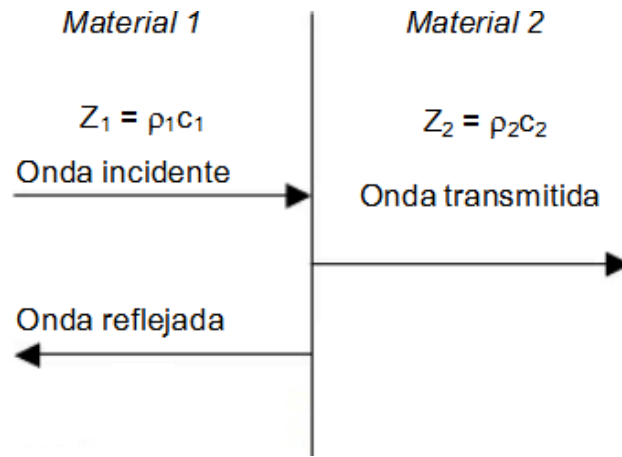 Material 1
Material 2
Z₁ = ρ₁c₁
Z₂ = ρ₂c₂
Onda incidente
Onda transmitida
Onda reflejada